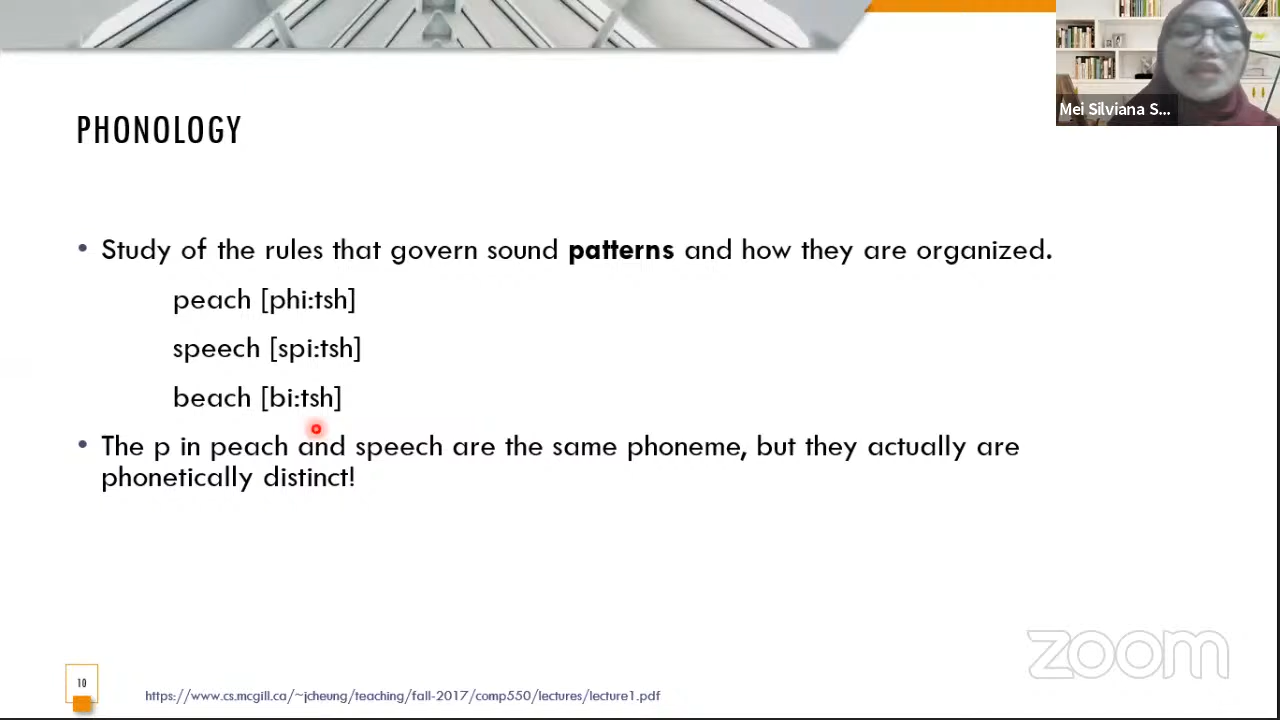 Mei Silviana S...
PHONOLOGY
• Study of the rules that govern sound patterns and how they are organized.
peach [phi:tsh]
speech [spi:tsh]
beach [bi:tsh]
• The p in peach and speech are the same phoneme, but they actually are
phonetically distinct!
zoom
10
https://www.cs.mcgill.ca/~jcheung/teaching/fall-2017/comp550/lectures/lecture1.pdf